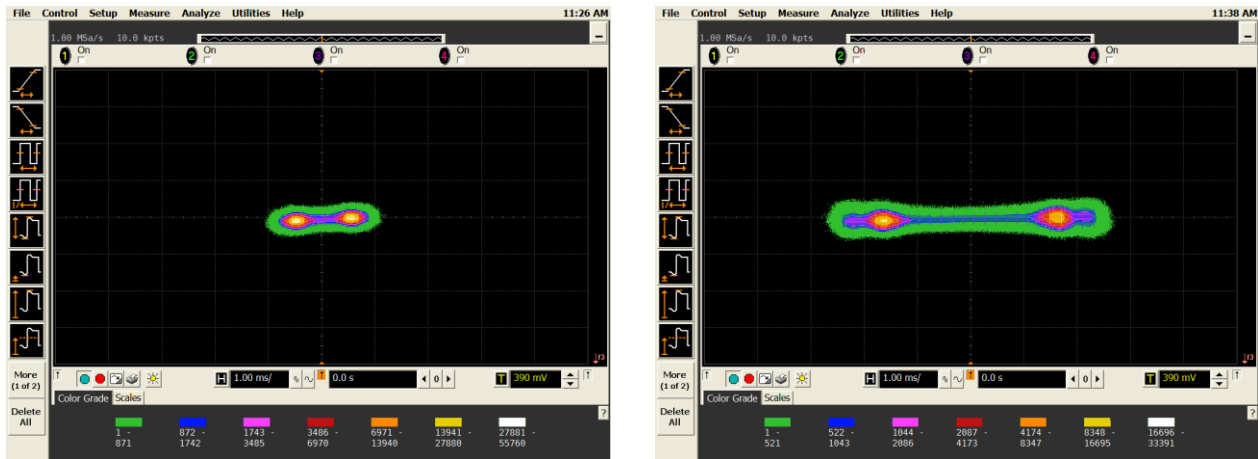 File Control Setup Measure Analyze Utilities Help 11:26 AM
1.00 MSa/s 10.0 kpts
1 On 2 On 3 On 4 On
More
(1 of 2)
Delete
All
H 1.00 ms/ 0.0 s 0 T 390 mV
Color Grade Scales ?
1 - 872 - 1743 - 3486 - 6971 - 13941 - 27881 -
871 1742 3485 6970 13940 27880 55760
File Control Setup Measure Analyze Utilities Help 11:38 AM
1.00 MSa/s 10.0 kpts
1 On 2 On 3 On 4 On
More
(1 of 2)
Delete
All
H 1.00 ms/ 0.0 s 0 T 390 mV
Color Grade Scales ?
1 - 522 - 1044 - 2087 - 4174 - 8348 - 16696 -
521 1043 2086 4173 8347 16695 33391